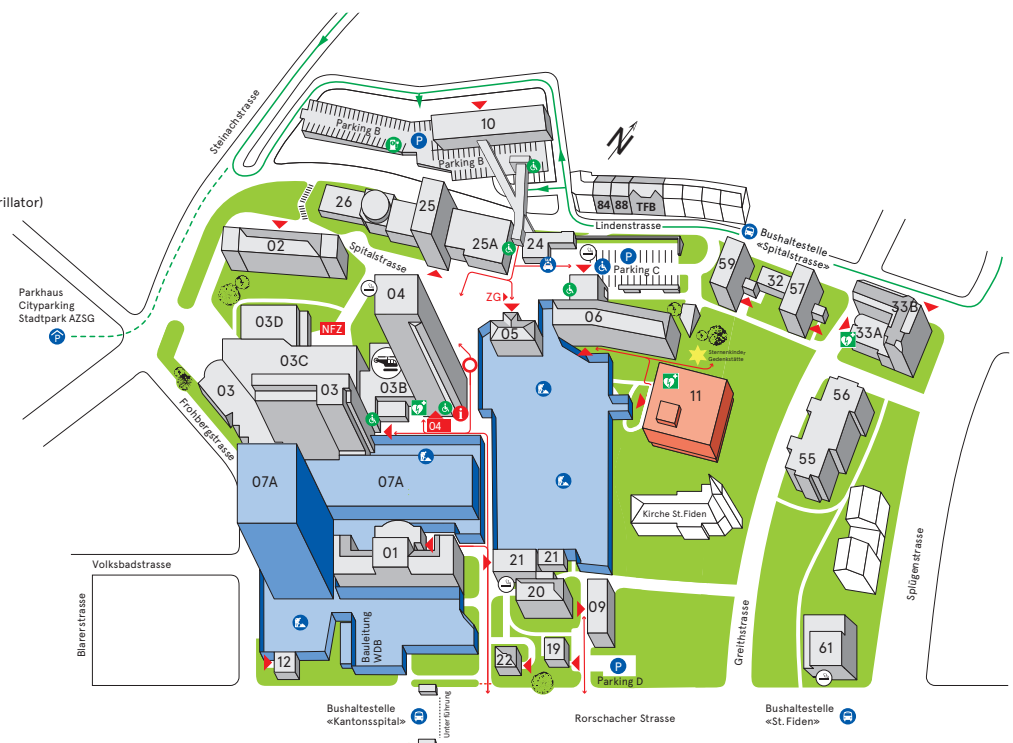 Steinachstrasse
Parking B
P
10
Parking B
N
rillator)
26
25
84 88 TFB
Lindenstrasse
Bushaltestelle
«Spitalstrasse»
02
Spitalstrasse
25A
24
P
Parking C
59
32
57
33B
33A
Parkhaus
Cityparking
Stadtpark AZSG
P
04
ZG
03D
NFZ
05
06
Sternenkinder
Gedenkstätte
03C
03
03
03B
i
04
11
56
55
Frohbergstrasse
07A
07A
Kirche St.Fiden
01
21
21
Volksbadstrasse
20
09
Blarerstrasse
Bauleitung
WDB
12
22
19
P
Parking D
Greithstrasse
Splügenstrasse
61
Unterführung
Bushaltestelle
«Kantonsspital»
Rorschacher Strasse
Bushaltestelle
«St.Fiden»